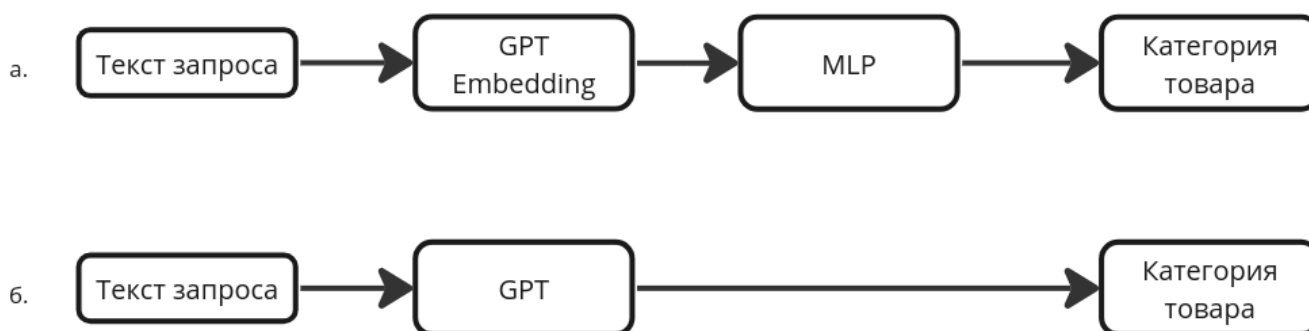 а.
Текст запроса
GPT
Embedding
MLP
Категория
товара
б.
Текст запроса
GPT
Категория
товара